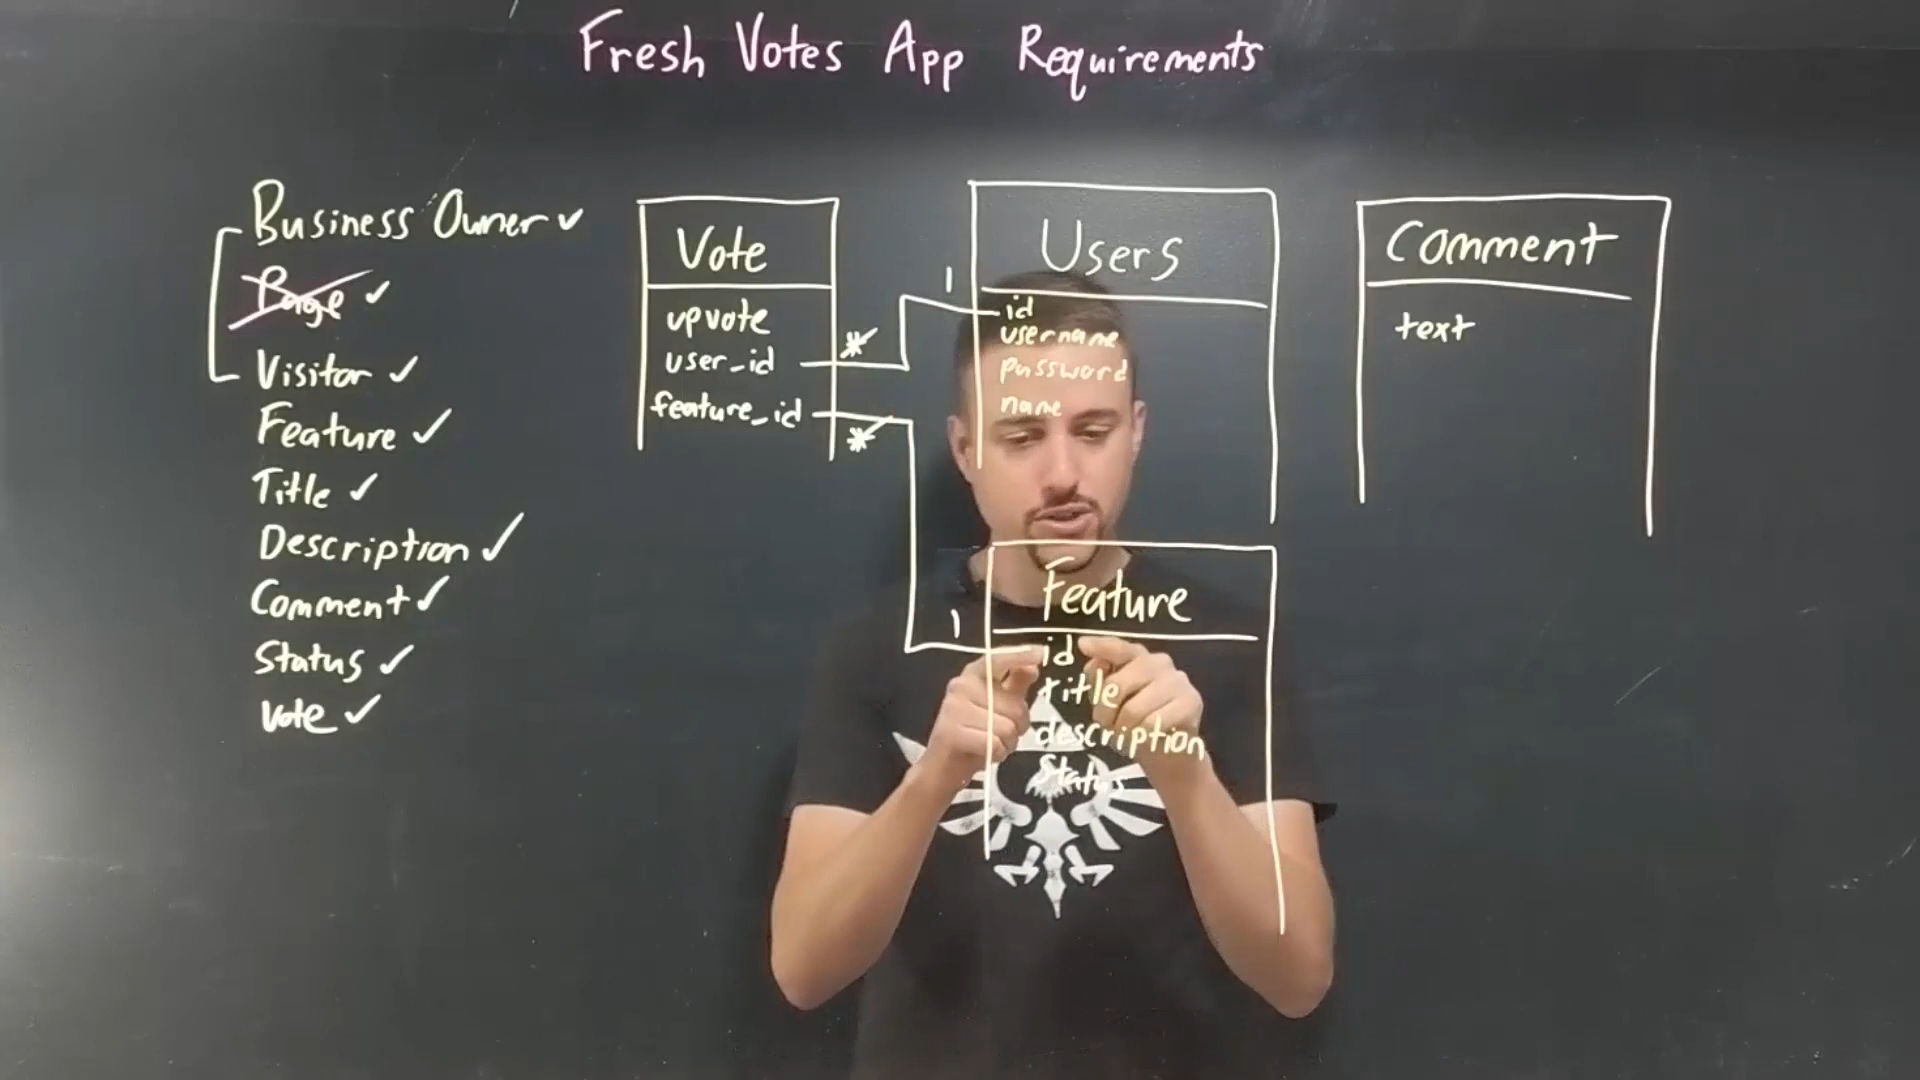 Fresh Votes App Requirements
Business Owner ✓
Page ✓
Visitor ✓
Feature ✓
Title ✓
Description ✓
Comment ✓
Status ✓
Vote ✓
Vote
upvote
user_id
feature_id
*
*
1
1
Users
id
username
password
name
Feature
id
title
description
status
Comment
text